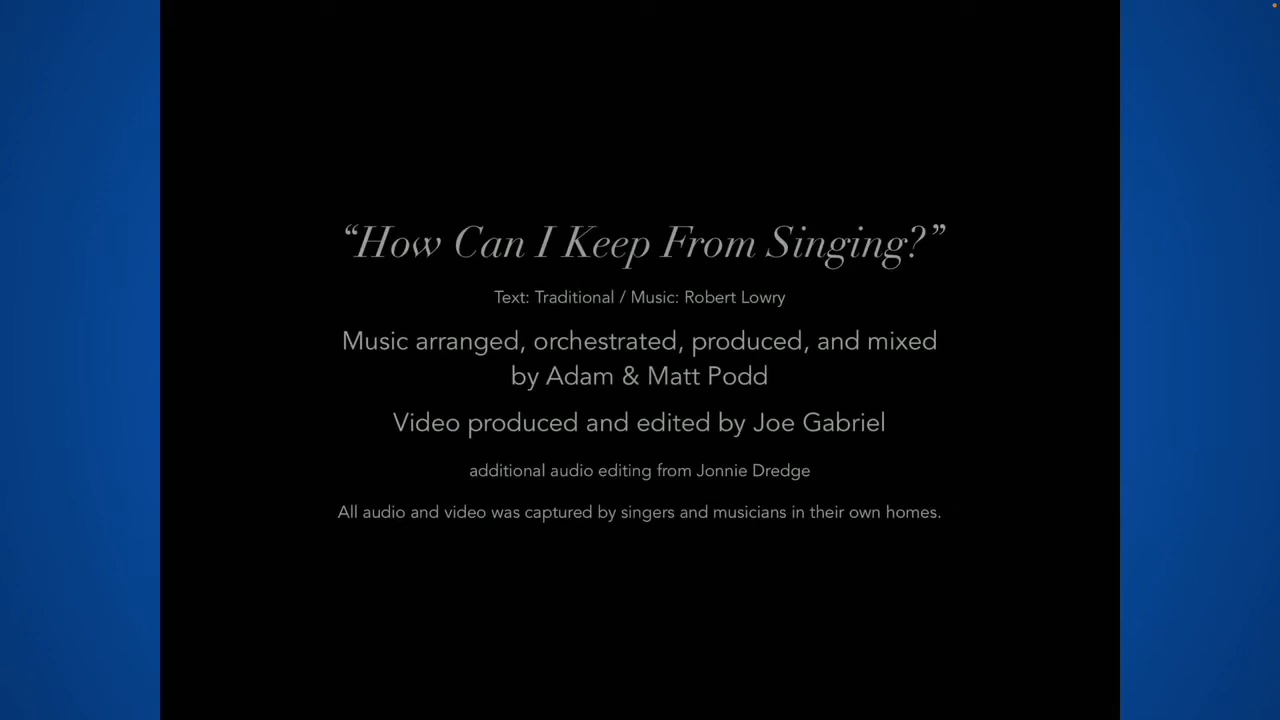 “How Can I Keep From Singing?”
Text: Traditional / Music: Robert Lowry
Music arranged, orchestrated, produced, and mixed
by Adam & Matt Podd
Video produced and edited by Joe Gabriel
additional audio editing from Jonnie Dredge
All audio and video was captured by singers and musicians in their own homes.